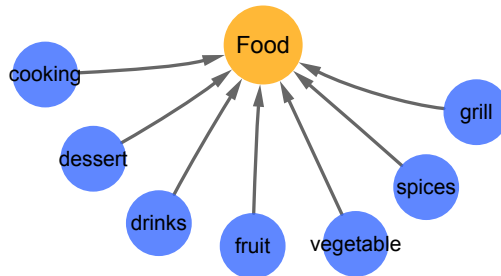 Food
cooking
grill
dessert
spices
drinks
fruit
vegetable